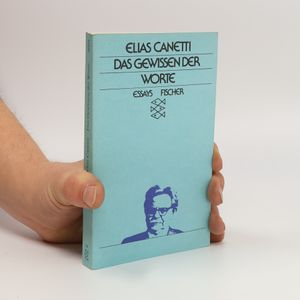 ELIAS CANETTI
DAS GEWISSEN DER
WORTE
ESSAYS FISCHER